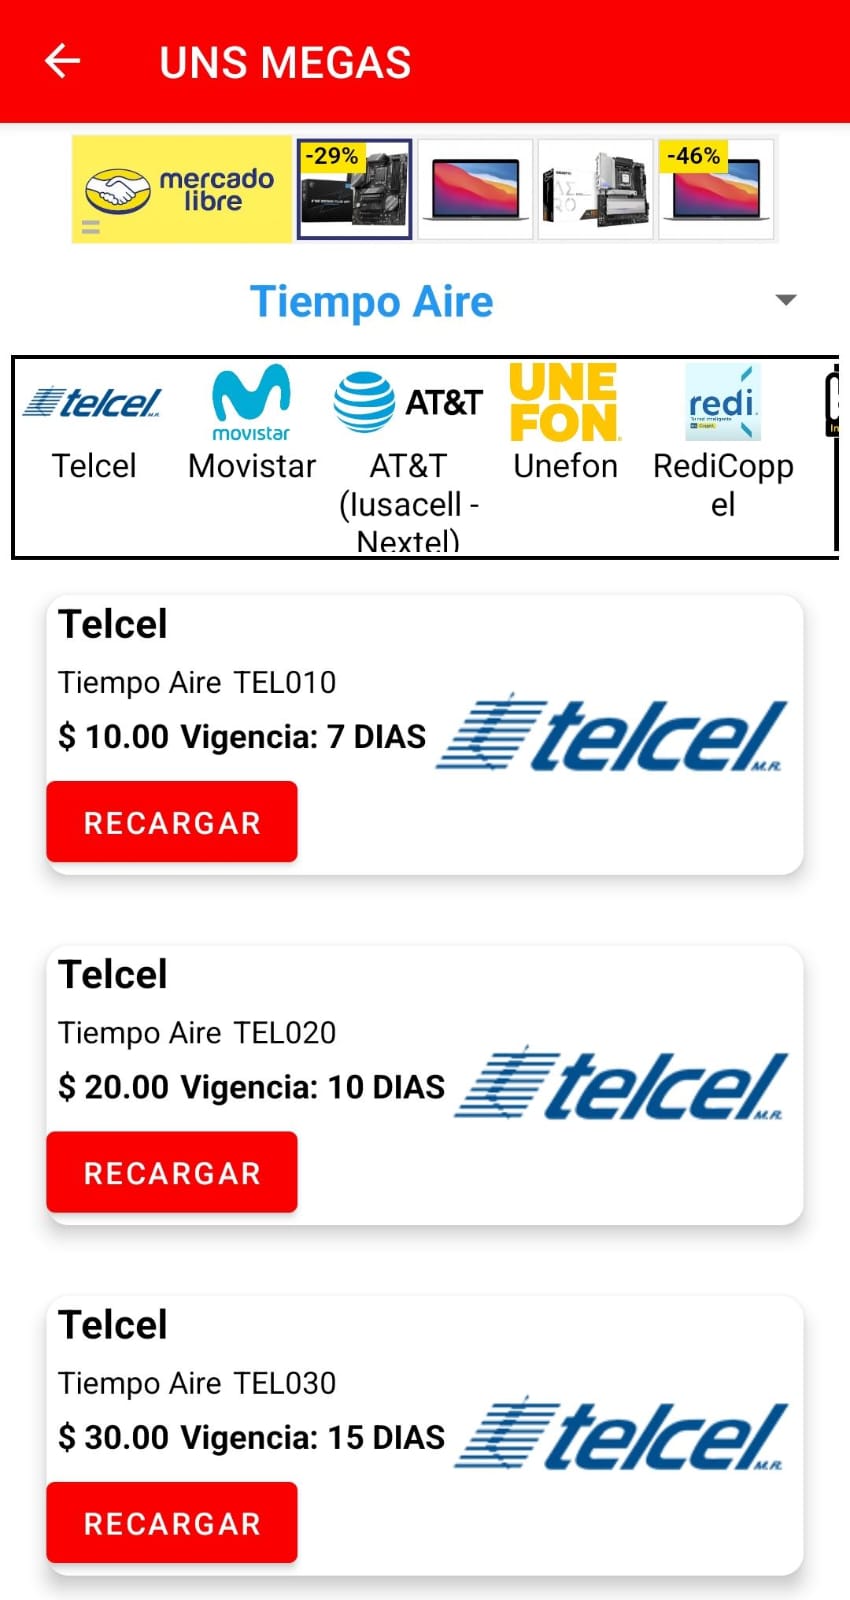 UNS MEGAS
mercado
libre
-29%
-46%
Tiempo Aire
telcel M.R.
movistar
AT&T
UNE
FON
redi.
Telcel
Movistar
AT&T
(Iusacell -
Nextel)
Unefon
RediCopp
el
Telcel
Tiempo Aire TEL010
$ 10.00 Vigencia: 7 DIAS
telcel M.R.
RECARGAR
Telcel
Tiempo Aire TEL020
$ 20.00 Vigencia: 10 DIAS
telcel M.R.
RECARGAR
Telcel
Tiempo Aire TEL030
$ 30.00 Vigencia: 15 DIAS
telcel M.R.
RECARGAR